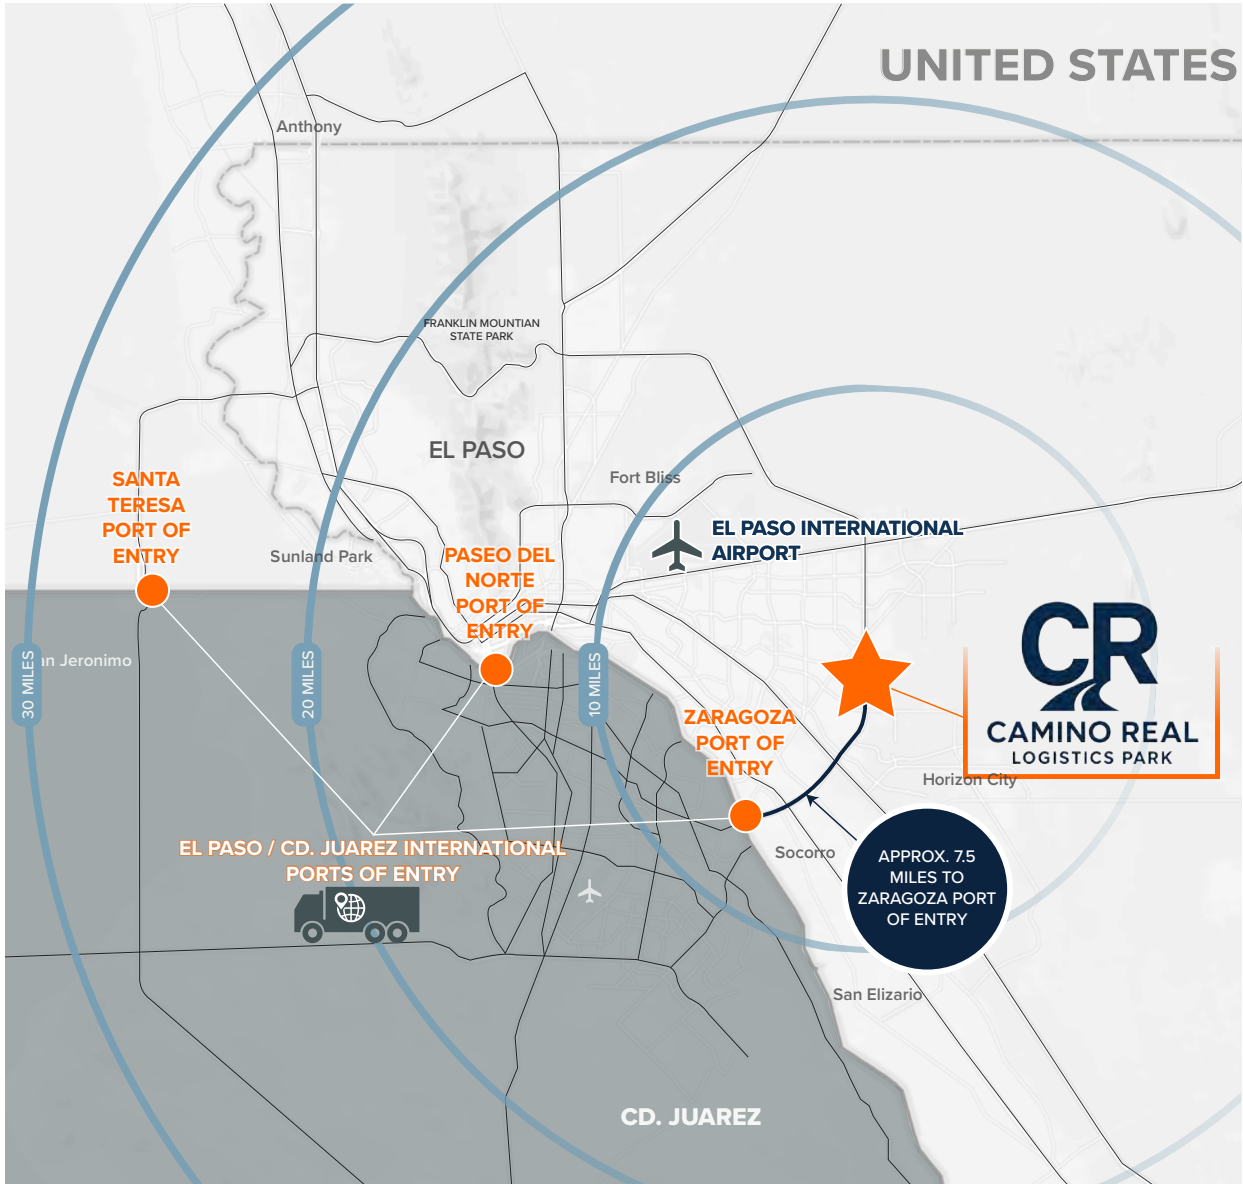 UNITED STATES
Anthony
FRANKLIN MOUNTIAN
STATE PARK
EL PASO
Fort Bliss
SANTA
TERESA
PORT OF
ENTRY
EL PASO INTERNATIONAL
AIRPORT
Sunland Park
PASEO DEL
NORTE
PORT OF
ENTRY
CR
CAMINO REAL
LOGISTICS PARK
30 MILES
Jeronimo
20 MILES
10 MILES
ZARAGOZA
PORT OF
ENTRY
Horizon City
EL PASO / CD. JUAREZ INTERNATIONAL
PORTS OF ENTRY
Socorro
APPROX. 7.5
MILES TO
ZARAGOZA PORT
OF ENTRY
San Elizario
CD. JUAREZ